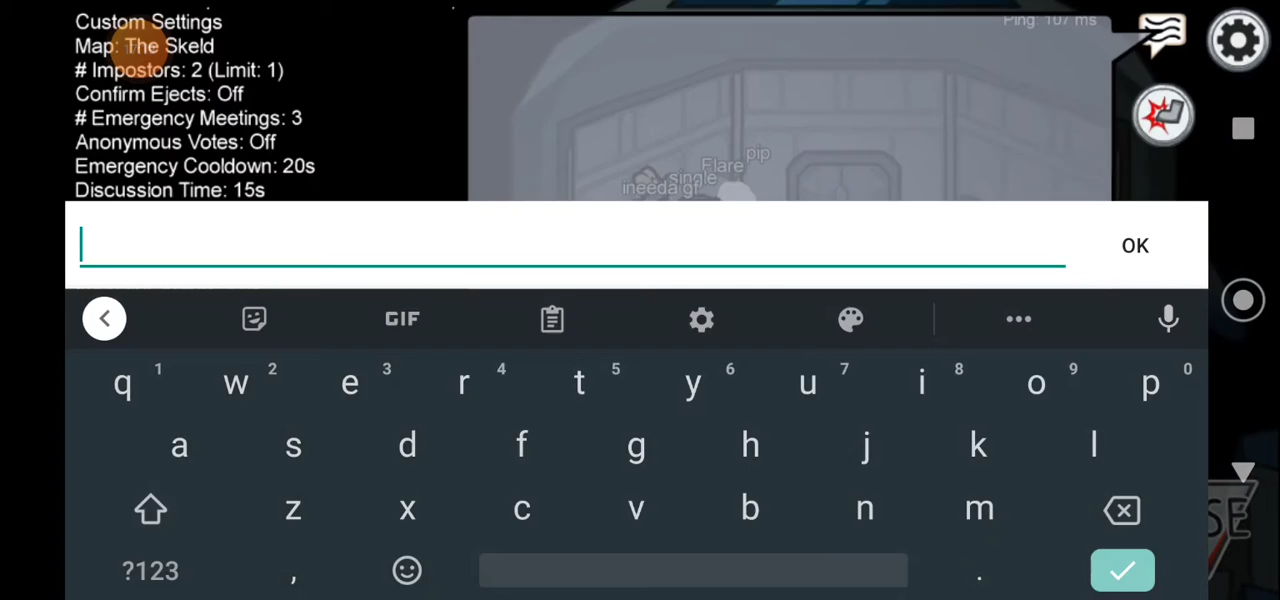 Custom Settings
Map: The Skeld
# Impostors: 2 (Limit: 1)
Confirm Ejects: Off
# Emergency Meetings: 3
Anonymous Votes: Off
Emergency Cooldown: 20s
Discussion Time: 15s
Ping: 107 ms
pip
Flare
single
ineeda gf
OK
GIF
q 1 w 2 e 3 r 4 t 5 y 6 u 7 i 8 o 9 p 0
a s d f g h j k l
z x c v b n m
?123 , .